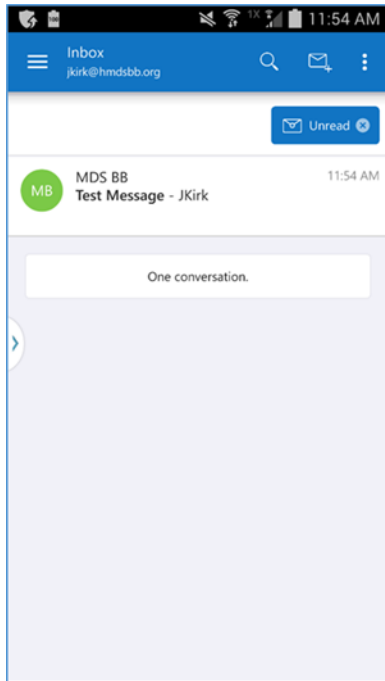 1X 11:54 AM
Inbox
jkirk@hmdsbb.org
Unread
MB
MDS BB
11:54 AM
Test Message - JKirk
One conversation.